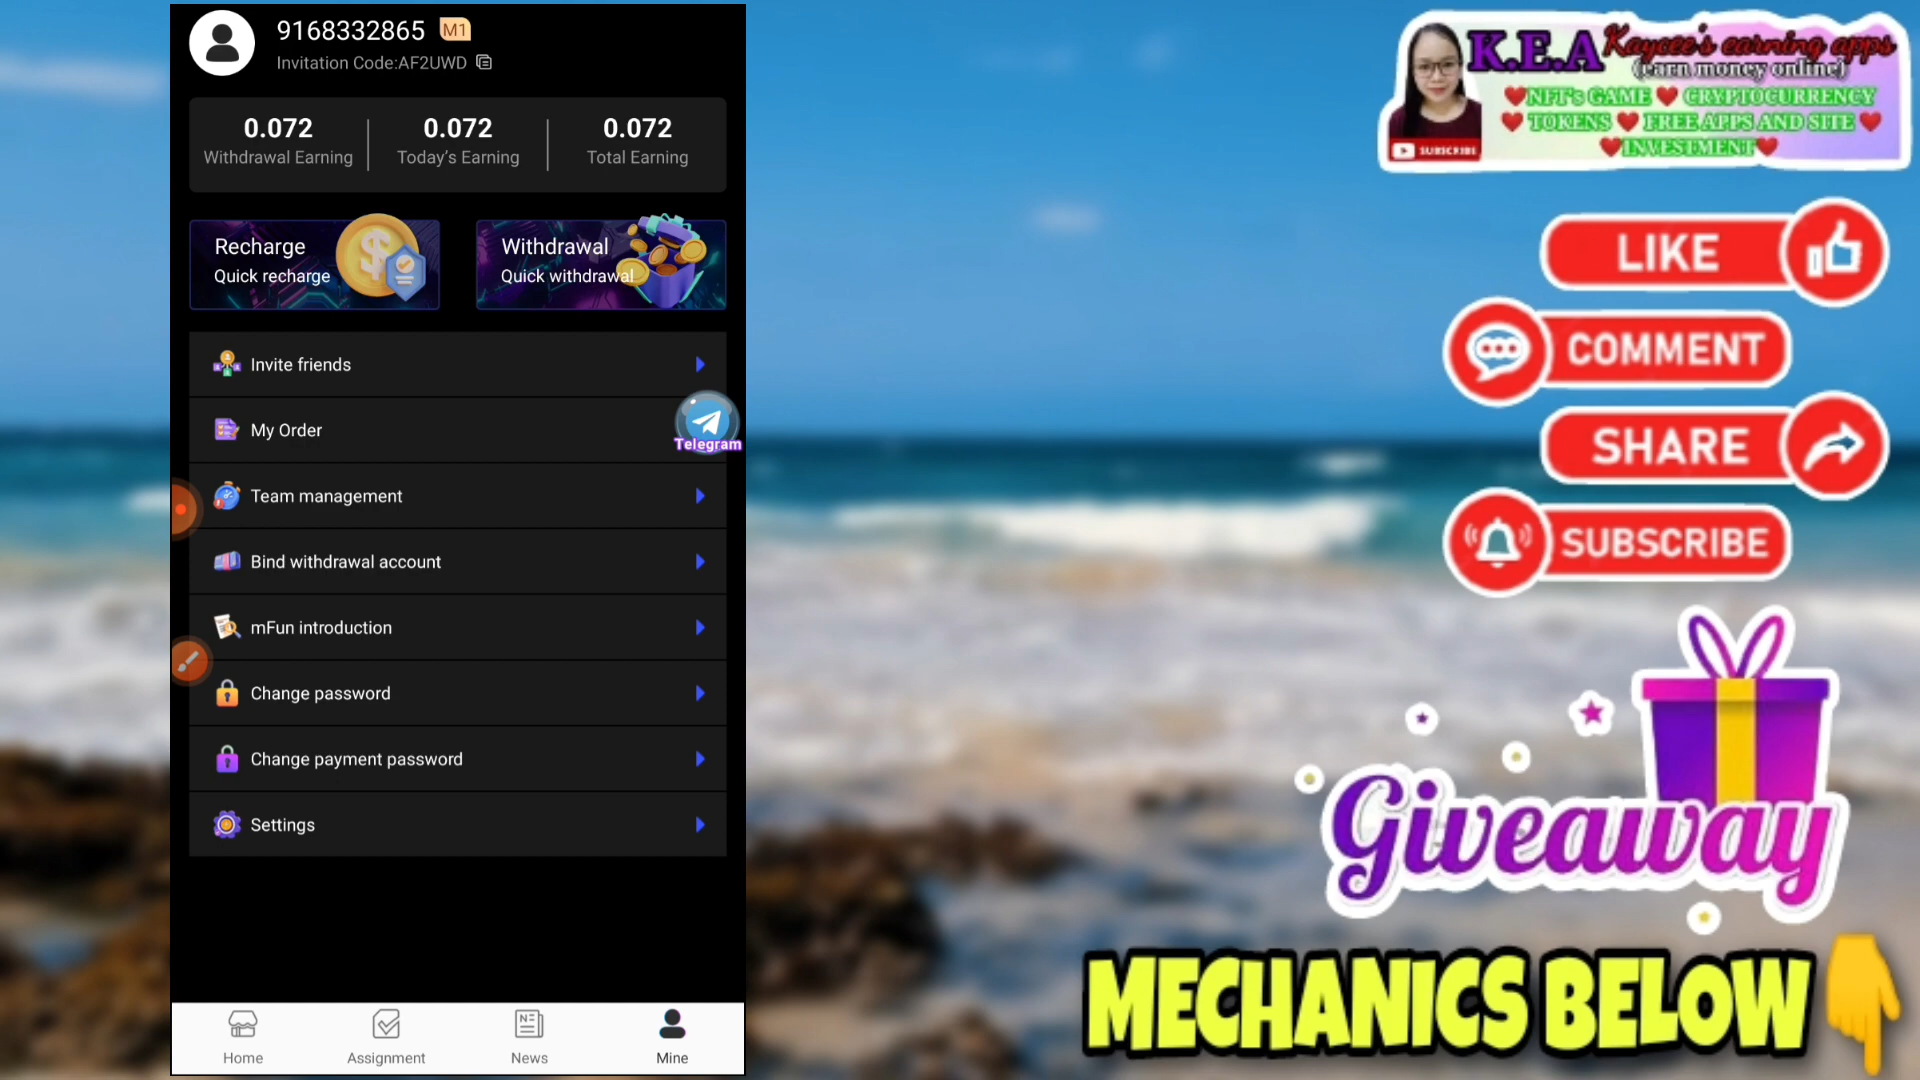 9168332865 M1
Invitation Code:AF2UWD
0.072 0.072 0.072
Withdrawal Earning Today's Earning Total Earning
Recharge
Quick recharge
Withdrawal
Quick withdrawal
Invite friends
My Order
Telegram
Team management
Bind withdrawal account
mFun introduction
Change password
Change payment password
Settings
Home Assignment News Mine
K.E.A Kaycee's earning apps
(earn money online)
NFT's GAME CRYPTOCURRENCY
TOKENS FREE APPS AND SITE
INVESTMENT
SUBSCRIBE
LIKE
COMMENT
SHARE
SUBSCRIBE
Giveaway
MECHANICS BELOW